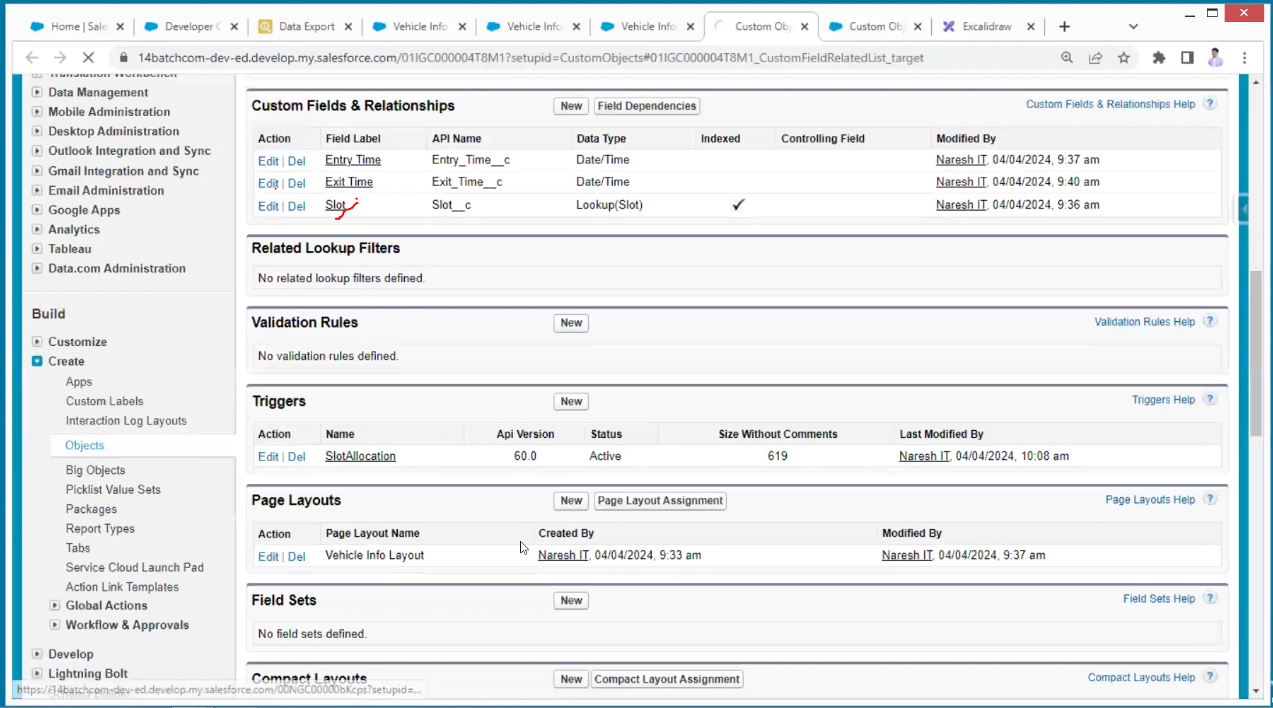 Home | Sale
Developer C
Data Export
Vehicle Info
Vehicle Info
Vehicle Info
Custom Obj
Custom Obj
Excalidraw
14batchcom-dev-ed.develop.my.salesforce.com/01IGC000004T8M1?setupid=CustomObjects#01IGC000004T8M1_CustomFieldRelatedList_target
Translation Workbench
Data Management
Mobile Administration
Desktop Administration
Outlook Integration and Sync
Gmail Integration and Sync
Email Administration
Google Apps
Analytics
Tableau
Data.com Administration
Build
Customize
Create
Apps
Custom Labels
Interaction Log Layouts
Objects
Big Objects
Picklist Value Sets
Packages
Report Types
Tabs
Service Cloud Launch Pad
Action Link Templates
Global Actions
Workflow & Approvals
Develop
Lightning Bolt
Custom Fields & Relationships New Field Dependencies Custom Fields & Relationships Help ?
Action Field Label API Name Data Type Indexed Controlling Field Modified By
Edit | Del Entry Time Entry_Time__c Date/Time Naresh IT, 04/04/2024, 9:37 am
Edit | Del Exit Time Exit_Time__c Date/Time Naresh IT, 04/04/2024, 9:40 am
Edit | Del Slot Slot__c Lookup(Slot) ✓ Naresh IT, 04/04/2024, 9:36 am
Related Lookup Filters
No related lookup filters defined.
Validation Rules New Validation Rules Help ?
No validation rules defined.
Triggers New Triggers Help ?
Action Name Api Version Status Size Without Comments Last Modified By
Edit | Del SlotAllocation 60.0 Active 619 Naresh IT, 04/04/2024, 10:08 am
Page Layouts New Page Layout Assignment Page Layouts Help ?
Action Page Layout Name Created By Modified By
Edit | Del Vehicle Info Layout Naresh IT, 04/04/2024, 9:33 am Naresh IT, 04/04/2024, 9:37 am
Field Sets New Field Sets Help ?
No field sets defined.
Compact Layouts New Compact Layout Assignment Compact Layouts Help ?
https://14batchcom-dev-ed.develop.my.salesforce.com/00NGC00000bKcps?setupid=...